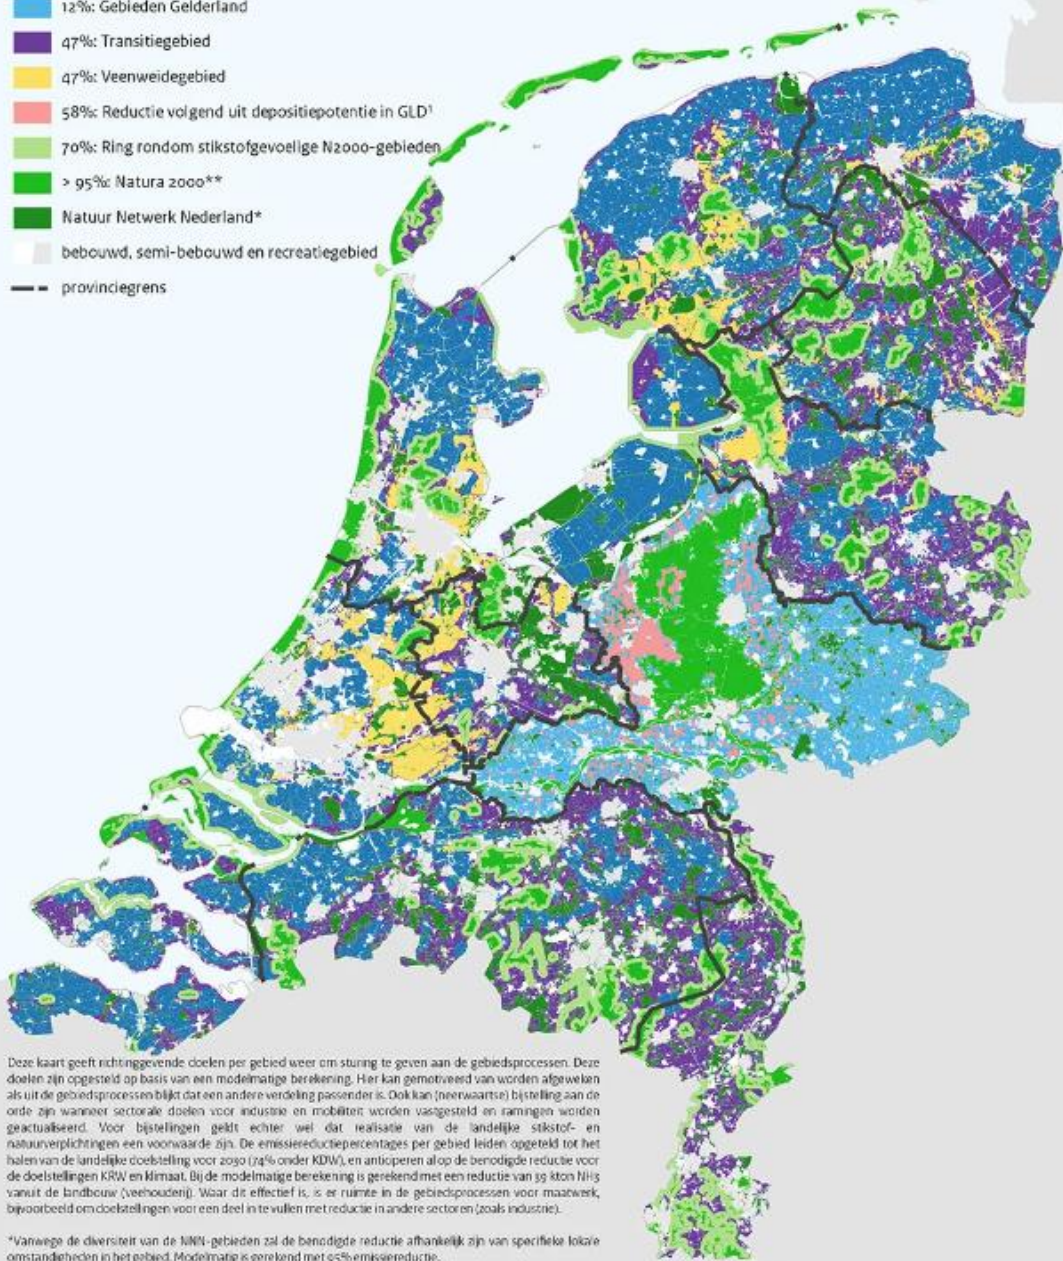 12%: Gebieden Gelderland
47%: Transitiegebied
47%: Veenweidegebied
58%: Reductie volgend uit depositiepotentie in GLD¹
70%: Ring rondom stikstofgevoelige N2000-gebieden
> 95%: Natura 2000**
Natuur Netwerk Nederland*
bebouwd, semi-bebouwd en recreatiegebied
provinciegrens
Deze kaart geeft richtinggevende doelen per gebied weer om sturing te geven aan de gebiedsprocessen. Deze
doelen zijn opgesteld op basis van een modelmatige berekening. Hier kan gemotiveerd van worden afgeweken
als uit de gebiedsprocessen blijkt dat een andere verdeling passender is. Ook kan (neerwaartse) bijstelling aan de
orde zijn wanneer sectorale doelen voor industrie en mobiliteit worden vastgesteld en ramingen worden
geactualiseerd. Voor bijstellingen geldt echter wel dat realisatie van de landelijke stikstof- en
natuurverplichtingen een voorwaarde zijn. De emissiereductiepercentages per gebied leiden opgeteld tot het
halen van de landelijke doelstelling voor 2030 (74% onder KDW), en anticiperen al op de benodigde reductie voor
de doelstellingen KRW en klimaat. Bij de modelmatige berekening is gerekend met een reductie van 39 kton NH3
vanuit de landbouw (veehouderij). Waar dit effectief is, is er ruimte in de gebiedsprocessen voor maatwerk,
bijvoorbeeld om doelstellingen voor een deel in te vullen met reductie in andere sectoren (zoals industrie).
*Vanwege de diversiteit van de NNN-gebieden zal de benodigde reductie afhankelijk zijn van specifieke lokale
omstandigheden in het gebied. Modelmatig is gerekend met 95% emissiereductie.